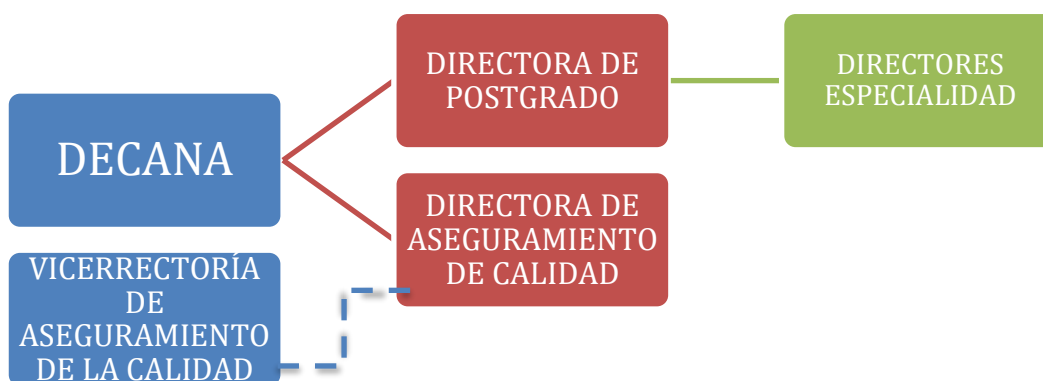 DECANA
VICERRECTORÍA
DE
ASEGURAMIENTO
DE LA CALIDAD
DIRECTORA DE
POSTGRADO
DIRECTORA DE
ASEGURAMIENTO
DE CALIDAD
DIRECTORES
ESPECIALIDAD